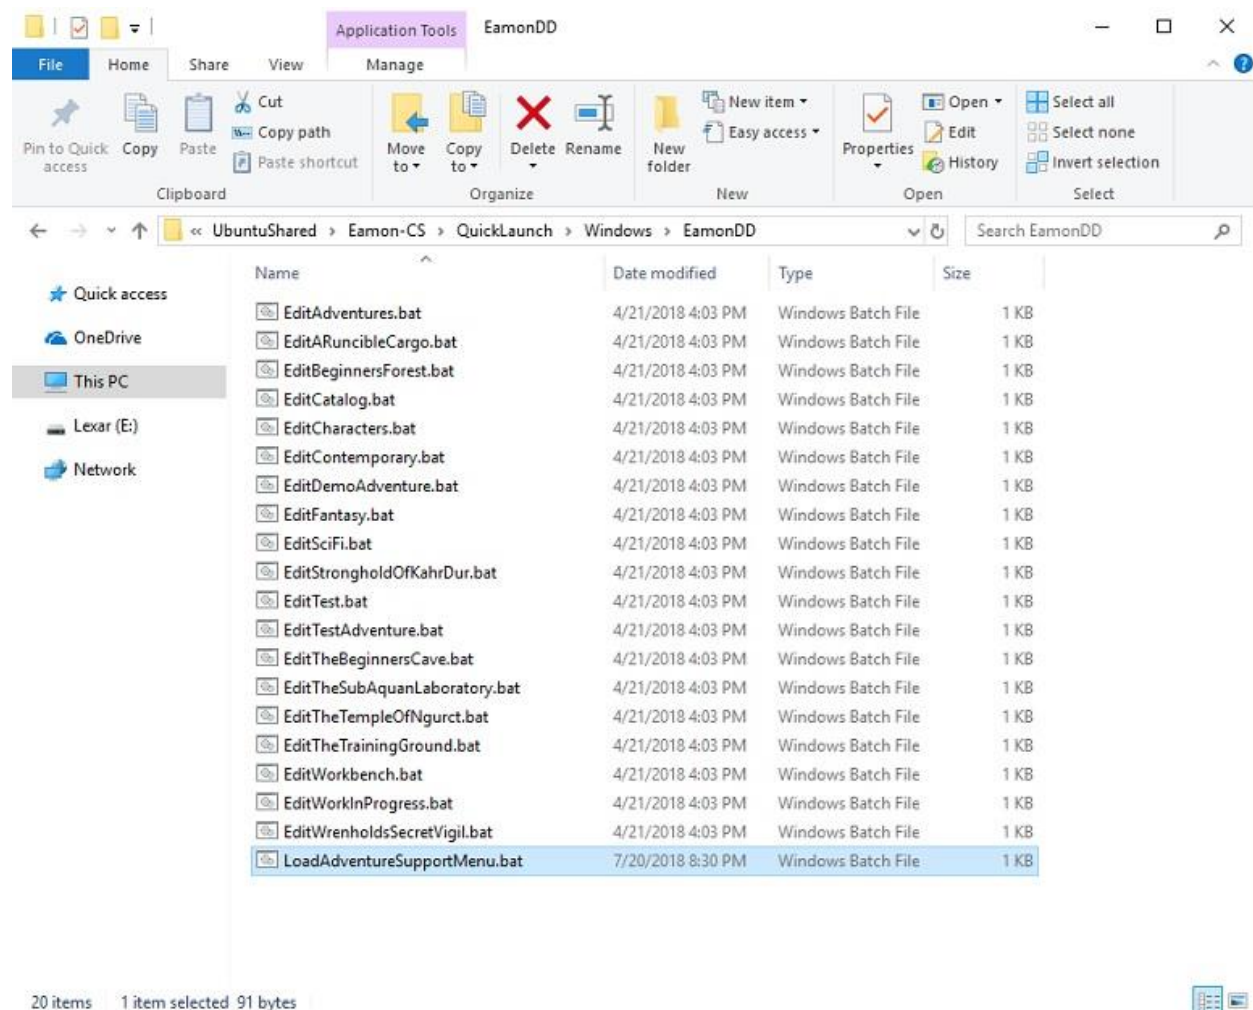 Application Tools EamonDD
File Home Share View Manage
Pin to Quick access
Copy
Paste
Cut
Copy path
Paste shortcut
Clipboard
Move to
Copy to
Delete
Rename
Organize
New folder
New item
Easy access
New
Properties
Open
Edit
History
Open
Select all
Select none
Invert selection
Select
« UbuntuShared › Eamon-CS › QuickLaunch › Windows › EamonDD
Search EamonDD
Quick access
OneDrive
This PC
Lexar (E:)
Network
Name Date modified Type Size
EditAdventures.bat 4/21/2018 4:03 PM Windows Batch File 1 KB
EditARuncibleCargo.bat 4/21/2018 4:03 PM Windows Batch File 1 KB
EditBeginnersForest.bat 4/21/2018 4:03 PM Windows Batch File 1 KB
EditCatalog.bat 4/21/2018 4:03 PM Windows Batch File 1 KB
EditCharacters.bat 4/21/2018 4:03 PM Windows Batch File 1 KB
EditContemporary.bat 4/21/2018 4:03 PM Windows Batch File 1 KB
EditDemoAdventure.bat 4/21/2018 4:03 PM Windows Batch File 1 KB
EditFantasy.bat 4/21/2018 4:03 PM Windows Batch File 1 KB
EditSciFi.bat 4/21/2018 4:03 PM Windows Batch File 1 KB
EditStrongholdOfKahrDur.bat 4/21/2018 4:03 PM Windows Batch File 1 KB
EditTest.bat 4/21/2018 4:03 PM Windows Batch File 1 KB
EditTestAdventure.bat 4/21/2018 4:03 PM Windows Batch File 1 KB
EditTheBeginnersCave.bat 4/21/2018 4:03 PM Windows Batch File 1 KB
EditTheSubAquanLaboratory.bat 4/21/2018 4:03 PM Windows Batch File 1 KB
EditTheTempleOfNgurct.bat 4/21/2018 4:03 PM Windows Batch File 1 KB
EditTheTrainingGround.bat 4/21/2018 4:03 PM Windows Batch File 1 KB
EditWorkbench.bat 4/21/2018 4:03 PM Windows Batch File 1 KB
EditWorkInProgress.bat 4/21/2018 4:03 PM Windows Batch File 1 KB
EditWrenholdsSecretVigil.bat 4/21/2018 4:03 PM Windows Batch File 1 KB
LoadAdventureSupportMenu.bat 7/20/2018 8:30 PM Windows Batch File 1 KB
20 items 1 item selected 91 bytes